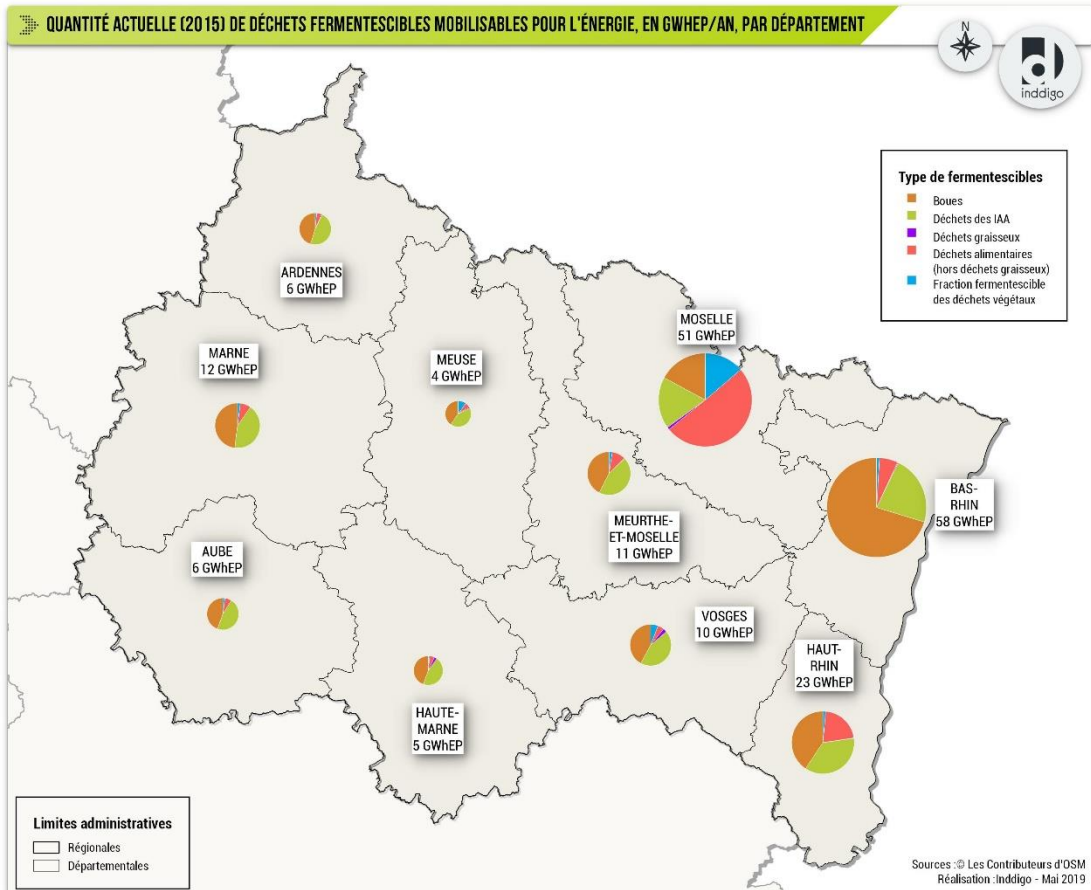 QUANTITÉ ACTUELLE (2015) DE DÉCHETS FERMENTESCIBLES MOBILISABLES POUR L'ÉNERGIE, EN GWHEP/AN, PAR DÉPARTEMENT
N
inddigo
Type de fermentescibles
Boues
Déchets des IAA
Déchets graisseux
Déchets alimentaires
(hors déchets graisseux)
Fraction fermentescible
des déchets végétaux
ARDENNES
6 GWhEP
MARNE
12 GWhEP
MEUSE
4 GWhEP
MOSELLE
51 GWhEP
BAS-
RHIN
58 GWhEP
MEURTHE-
ET-MOSELLE
11 GWhEP
AUBE
6 GWhEP
VOSGES
10 GWhEP
HAUT-
RHIN
23 GWhEP
HAUTE-
MARNE
5 GWhEP
Limites administratives
Régionales
Départementales
Sources :© Les Contributeurs d'OSM
Réalisation :Inddigo - Mai 2019